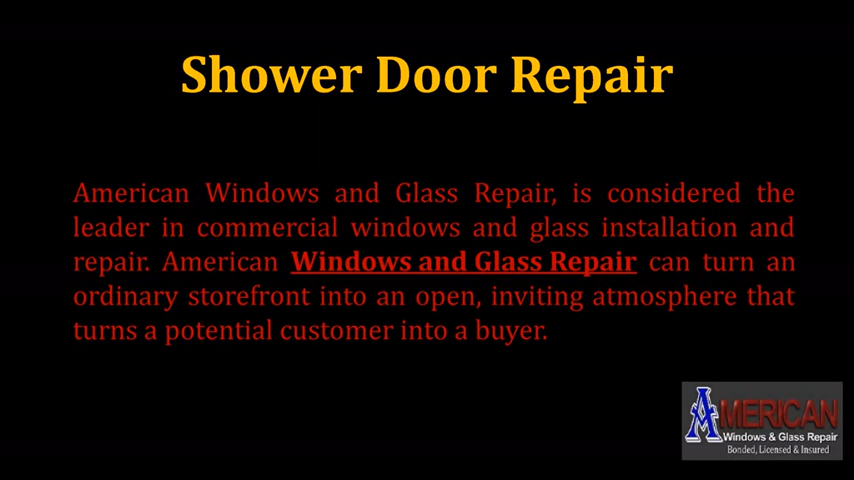 Shower Door Repair
American Windows and Glass Repair, is considered the
leader in commercial windows and glass installation and
repair. American Windows and Glass Repair can turn an
ordinary storefront into an open, inviting atmosphere that
turns a potential customer into a buyer.
AMERICAN
Windows & Glass Repair
Bonded, Licensed & Insured